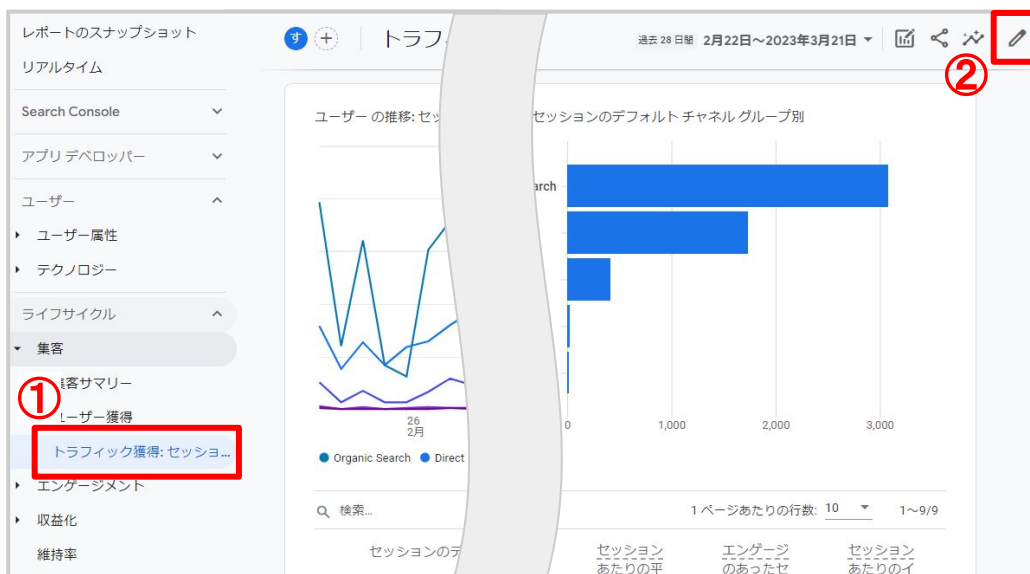 レポートのスナップショット
リアルタイム
Search Console
アプリ デベロッパー
ユーザー
ユーザー属性
テクノロジー
ライフサイクル
集客
①
客サマリー
ーザー獲得
トラフィック獲得: セッショ...
エンゲージメント
収益化
維持率
す
トラフ
過去 28 日間 2月22日～2023年3月21日
②
ユーザー の推移: セッ
セッションのデフォルト チャネル グループ別
arch
26
2月
0 1,000 2,000 3,000
Organic Search Direct
検索...
1 ページあたりの行数: 10 1～9/9
セッションのデ
セッション
あたりの平
エンゲージ
のあったセ
セッション
あたりのイ